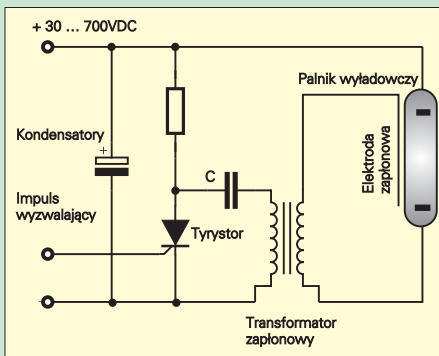 + 30 ... 700VDC
Palnik wyładowczy
Kondensatory
+
Elektroda
zapłonowa
C
Impuls
wyzwalający
Tyrystor
Transformator
zapłonowy